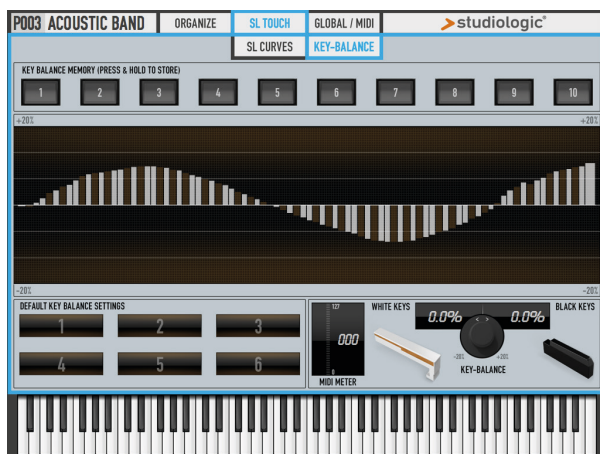 P003 ACOUSTIC BAND ORGANIZE SL TOUCH GLOBAL / MIDI studiologic®
SL CURVES KEY-BALANCE
KEY BALANCE MEMORY (PRESS & HOLD TO STORE)
1 2 3 4 5 6 7 8 9 10
+20% +20%
-20% -20%
DEFAULT KEY BALANCE SETTINGS
1 2 3
4 5 6
127
000
0
MIDI METER
WHITE KEYS 0.0% < > 0.0% BLACK KEYS
-20% +20%
KEY-BALANCE